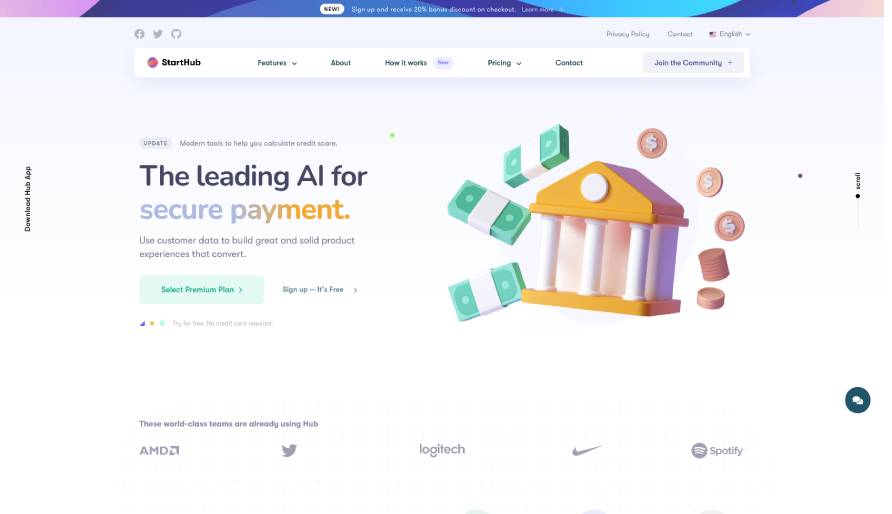 NEW! Sign up and receive 20% bonus discount on checkout. Learn more →
Privacy Policy Contact English
StartHub Features About How it works New Pricing Contact Join the Community +
UPDATE Modern tools to help you calculate credit score.
The leading AI for
secure payment.
Use customer data to build great and solid product
experiences that convert.
Select Premium Plan Sign up — It's Free
Try for free. No credit card required.
Download Hub App
scroll
These world-class teams are already using Hub
AMD logitech Spotify